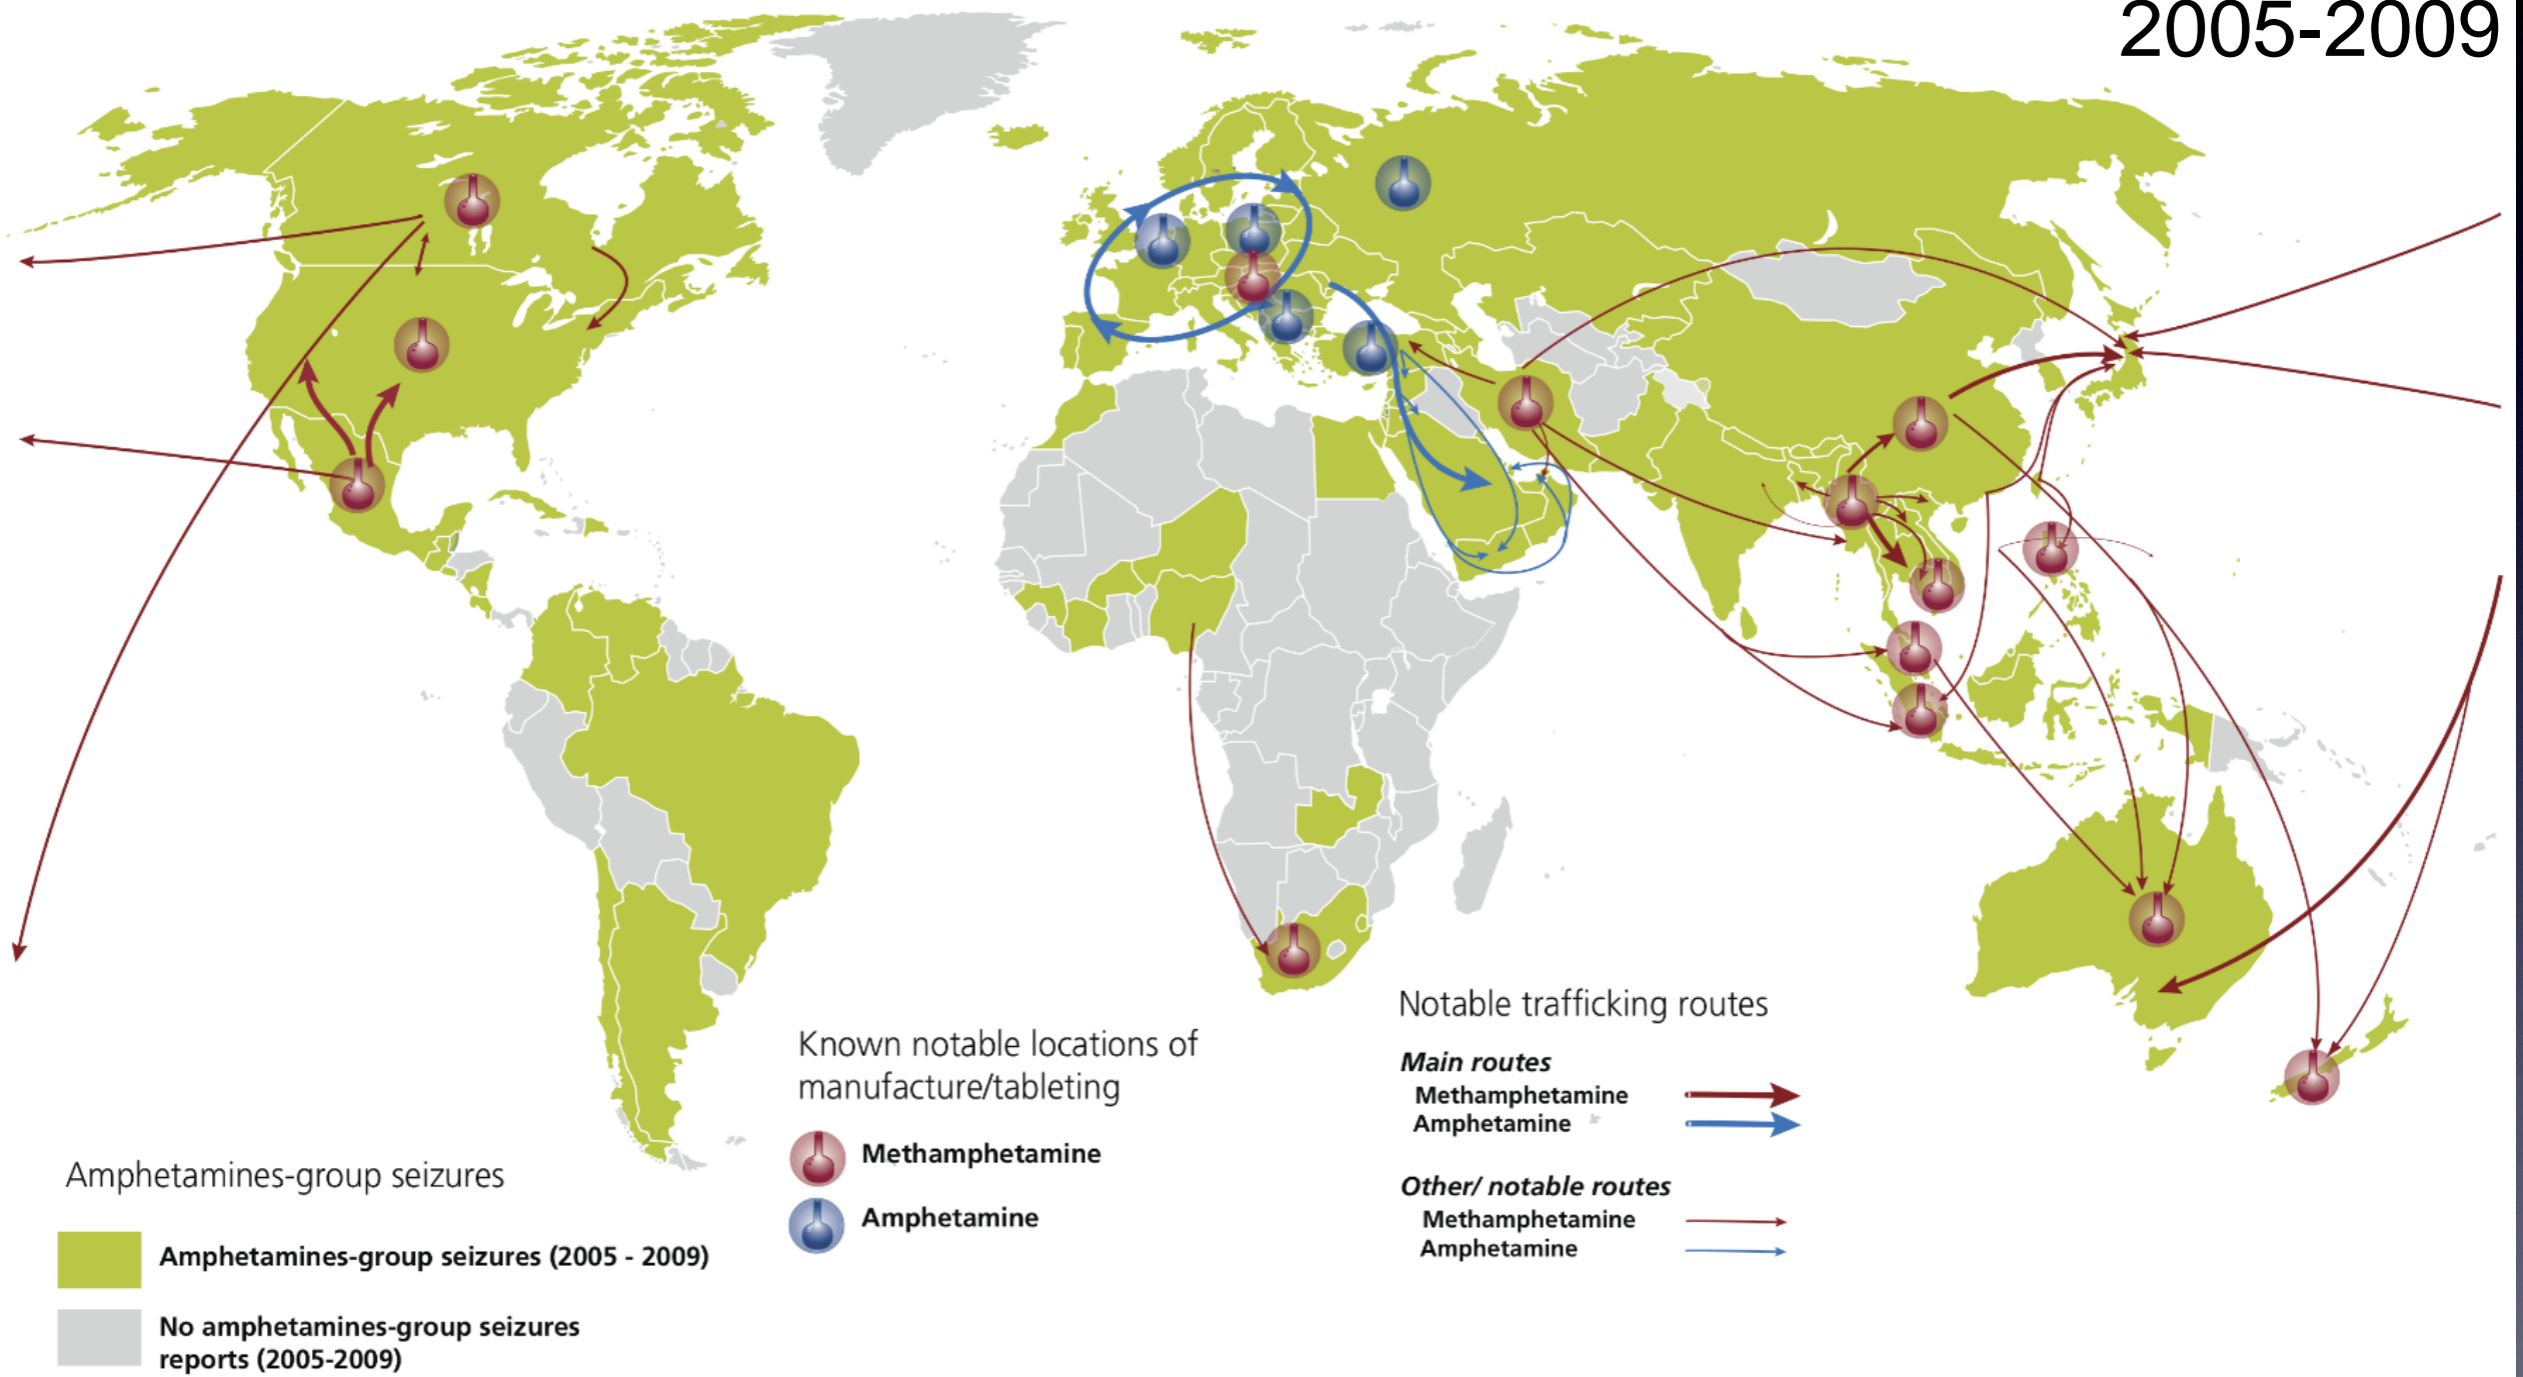 2005-2009
Known notable locations of
manufacture/tableting
Methamphetamine
Amphetamine
Notable trafficking routes
Main routes
Methamphetamine
Amphetamine
Other/ notable routes
Methamphetamine
Amphetamine
Amphetamines-group seizures
Amphetamines-group seizures (2005 - 2009)
No amphetamines-group seizures
reports (2005-2009)